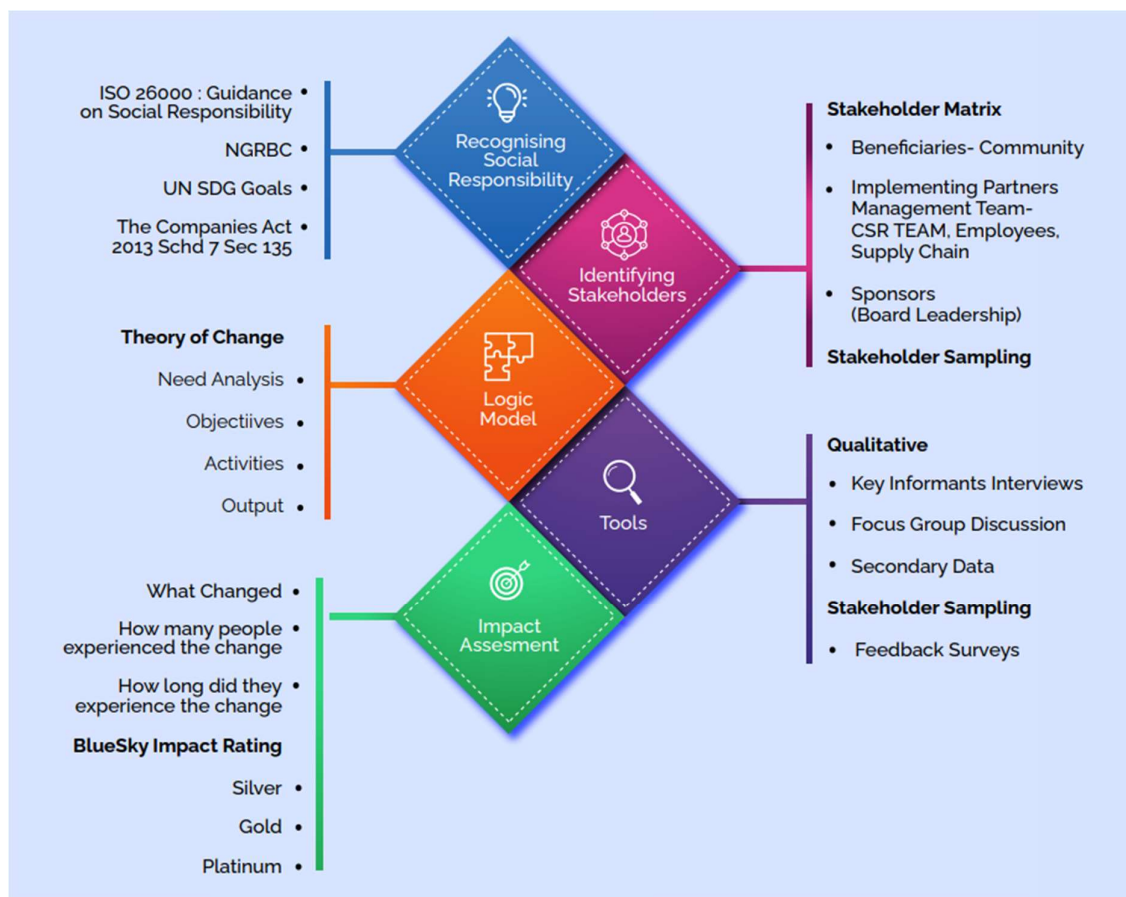 ISO 26000 : Guidance
on Social Responsibility
NGRBC
UN SDG Goals
The Companies Act
2013 Schd 7 Sec 135
Recognising
Social
Responsibility
Stakeholder Matrix
Beneficiaries- Community
Implementing Partners
Management Team-
CSR TEAM, Employees,
Supply Chain
Sponsors
(Board Leadership)
Stakeholder Sampling
Identifying
Stakeholders
Theory of Change
Need Analysis
Objectiives
Activities
Output
Logic
Model
Qualitative
Key Informants Interviews
Focus Group Discussion
Secondary Data
Stakeholder Sampling
Feedback Surveys
Tools
What Changed
How many people
experienced the change
How long did they
experience the change
BlueSky Impact Rating
Silver
Gold
Platinum
Impact
Assesment